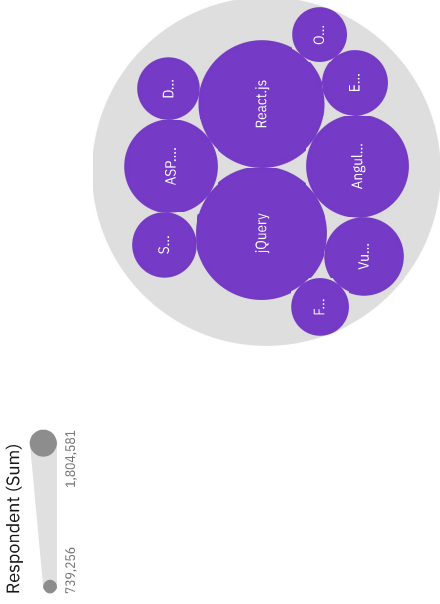 O...
D...
React.js
E...
ASP....
Angul...
S...
jQuery
Vu...
F...
Respondent (Sum)
1,804,581
739,256